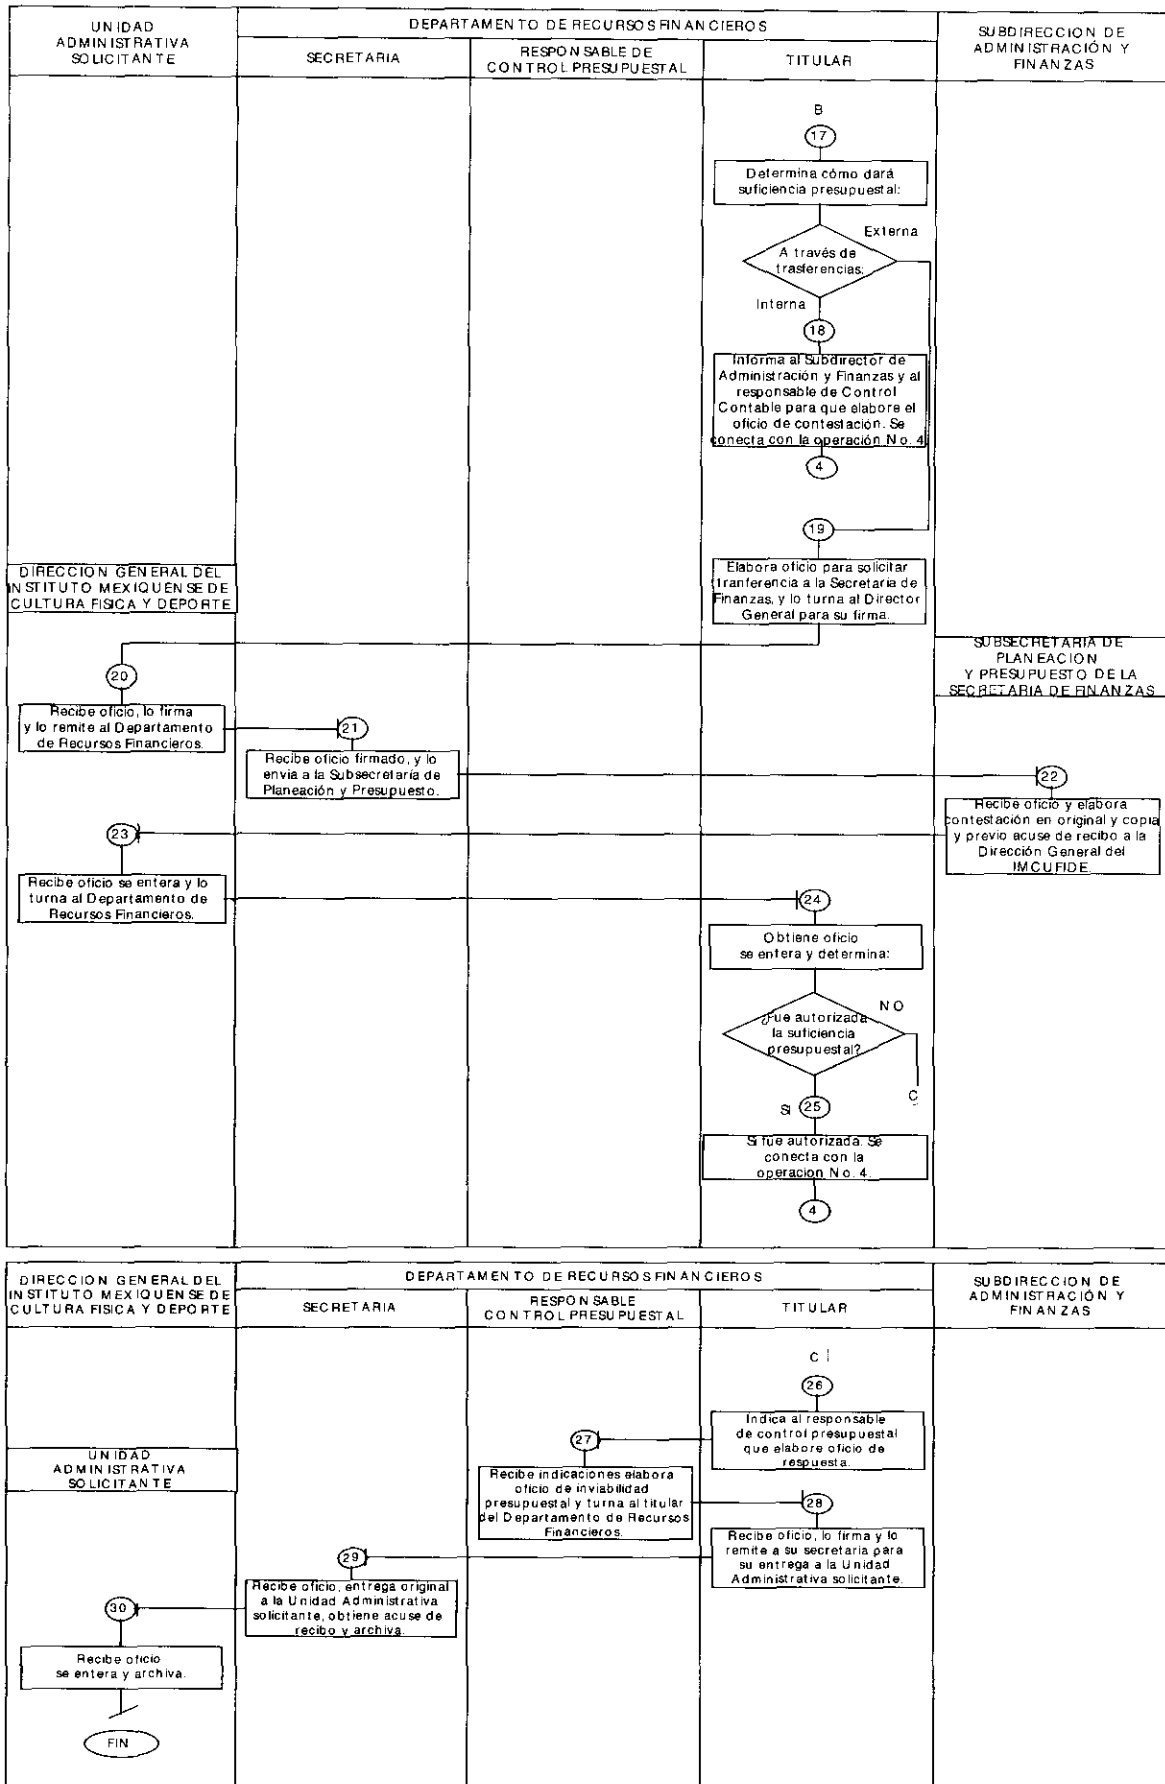 UNIDAD
ADMINISTRATIVA
SOLICITANTE
DEPARTAMENTO DE RECURSOS FINANCIEROS
SECRETARIA
RESPONSABLE DE
CONTROL PRESUPUESTAL
TITULAR
SUBDIRECCION DE
ADMINISTRACIÓN Y
FINANZAS
B
17
Determina cómo dará
suficiencia presupuestal:
Externa
A través de
trasferencias:
Interna
18
Informa al Subdirector de
Administración y Finanzas y al
responsable de Control
Contable para que elabore el
oficio de contestación. Se
conecta con la operación No. 4
4
19
Elabora oficio para solicitar
tranferencia a la Secretaria de
Finanzas, y lo turna al Director
General para su firma.
DIRECCION GENERAL DEL
INSTITUTO MEXIQUENSE DE
CULTURA FISICA Y DEPORTE
SUBSECRETARIA DE
PLANEACION
Y PRESUPUESTO DE LA
SECRETARIA DE FINANZAS
20
Recibe oficio, lo firma
y lo remite al Departamento
de Recursos Financieros.
21
Recibe oficio firmado, y lo
envia a la Subsecretaría de
Planeación y Presupuesto.
22
Recibe oficio y elabora
contestación en original y copia
y previo acuse de recibo a la
Dirección General del
IMCUFIDE.
23
Recibe oficio se entera y lo
turna al Departamento de
Recursos Financieros.
24
Obtiene oficio
se entera y determina:
NO
¿Fue autorizada
la suficiencia
presupuestal?
C
SI
25
Si fue autorizada. Se
conecta con la
operacion No. 4.
4
DIRECCION GENERAL DEL
INSTITUTO MEXIQUENSE DE
CULTURA FISICA Y DEPORTE
DEPARTAMENTO DE RECURSOS FINANCIEROS
SECRETARIA
RESPONSABLE
CONTROL PRESUPUESTAL
TITULAR
SUBDIRECCION DE
ADMINISTRACIÓN Y
FINANZAS
C
26
Indica al responsable
de control presupuestal
que elabore oficio de
respuesta.
27
Recibe indicaciones elabora
oficio de inviabilidad
presupuestal y turna al titular
del Departamento de Recursos
Financieros.
UNIDAD
ADMINISTRATIVA
SOLICITANTE
28
Recibe oficio, lo firma y lo
remite a su secretaria para
su entrega a la Unidad
Administrativa solicitante.
29
Recibe oficio, entrega original
a la Unidad Administrativa
solicitante, obtiene acuse de
recibo y archiva.
30
Recibe oficio
se entera y archiva.
FIN